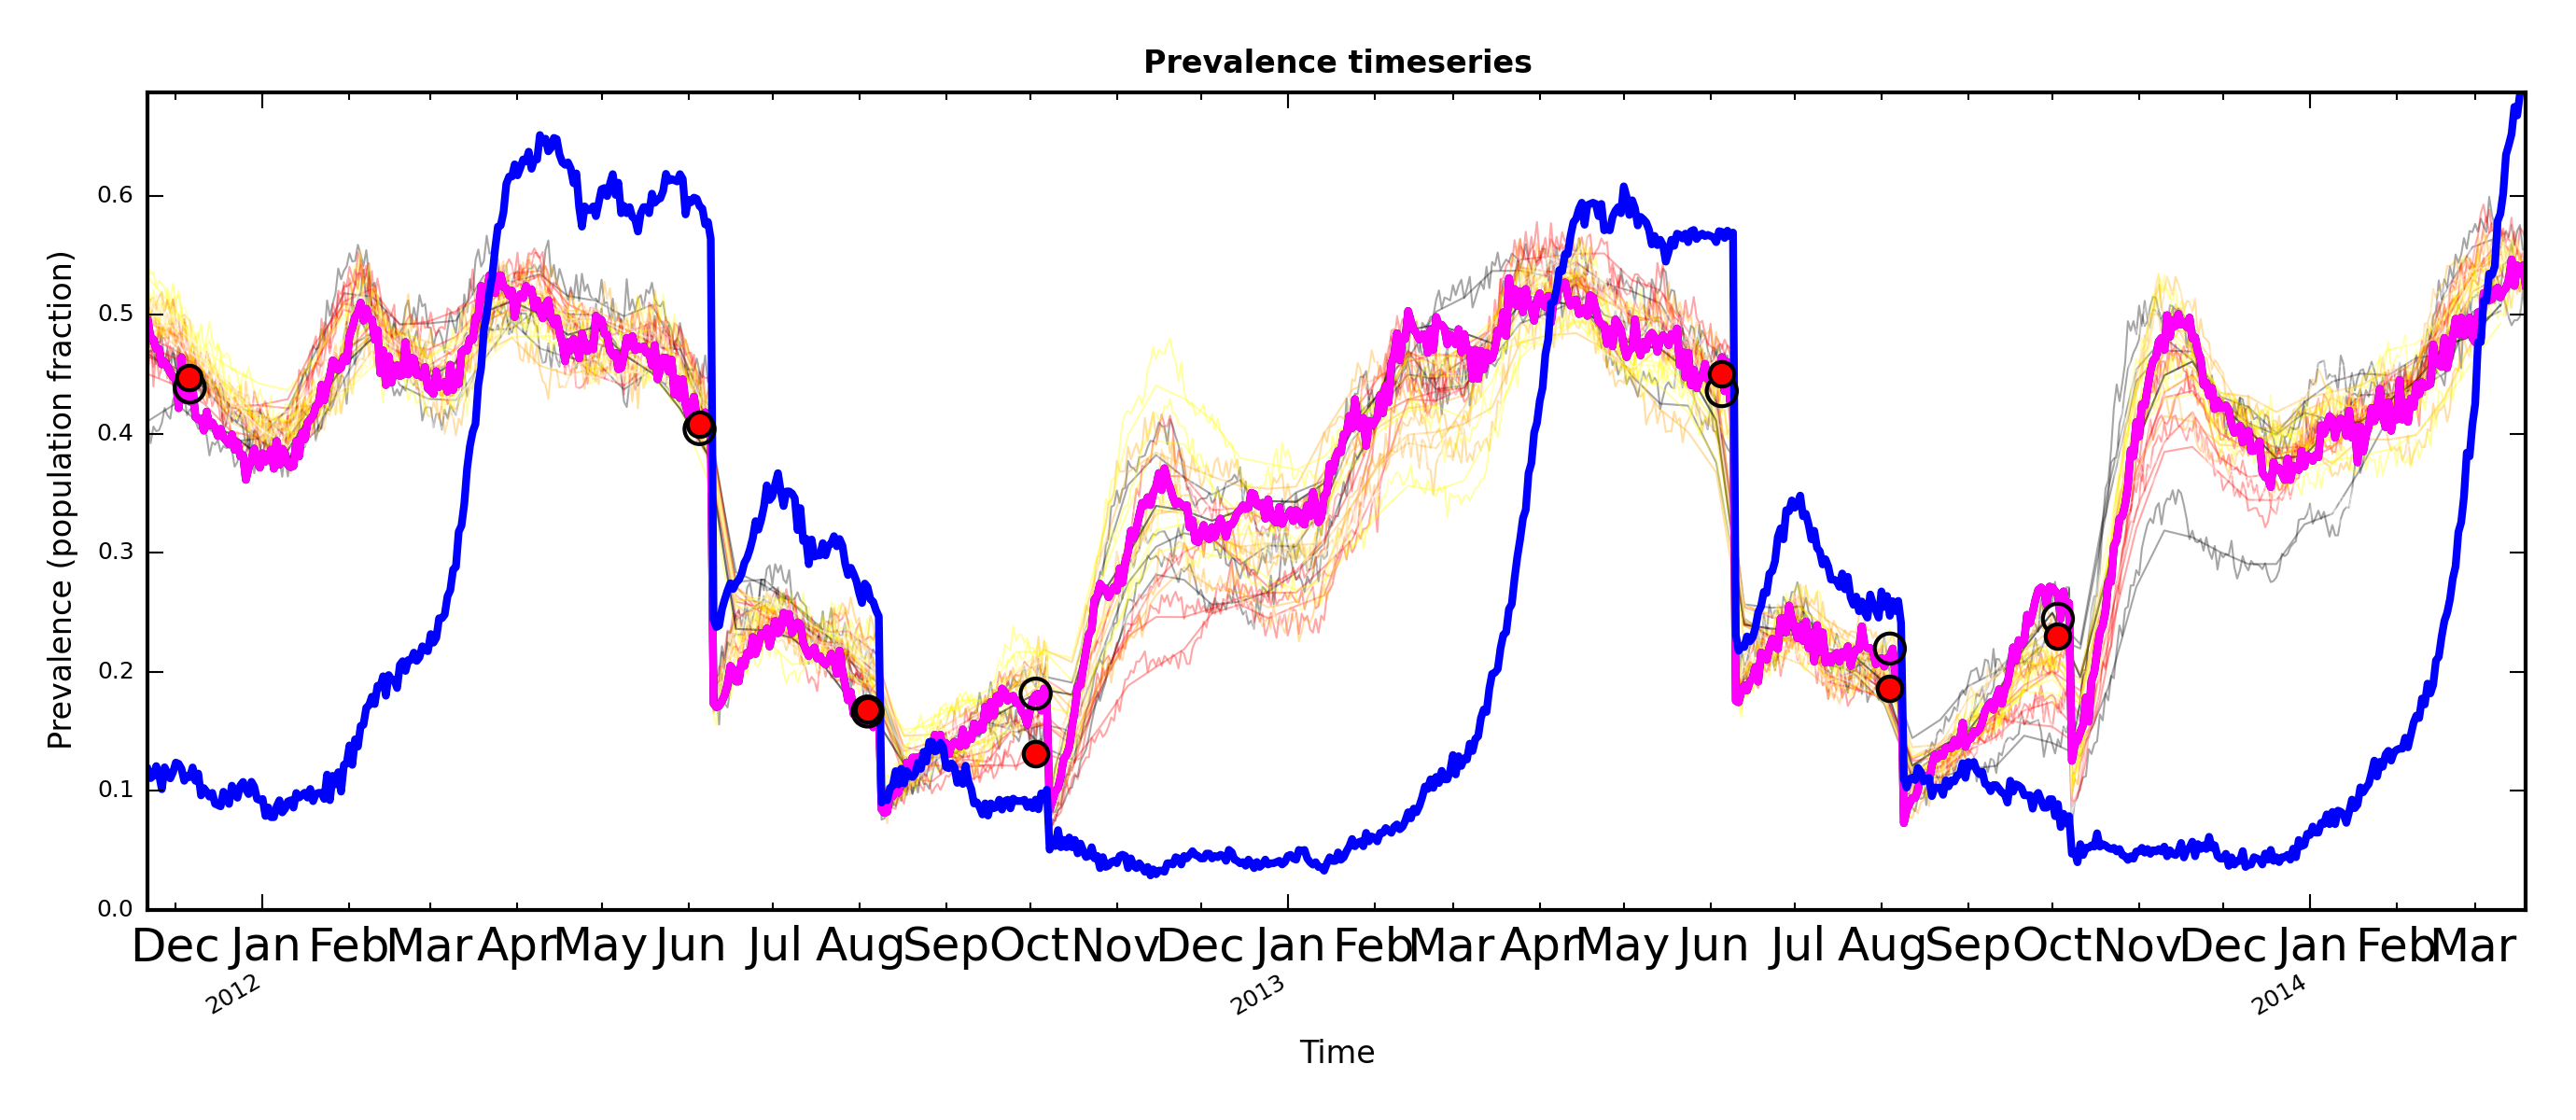 Prevalence timeseries
Prevalence (population fraction)
0.6
0.5
0.4
0.3
0.2
0.1
0.0
Dec Jan Feb Mar Apr May Jun Jul Aug Sep Oct Nov Dec Jan Feb Mar Apr May Jun Jul Aug Sep Oct Nov Dec Jan Feb Mar
2012 2013 2014
Time